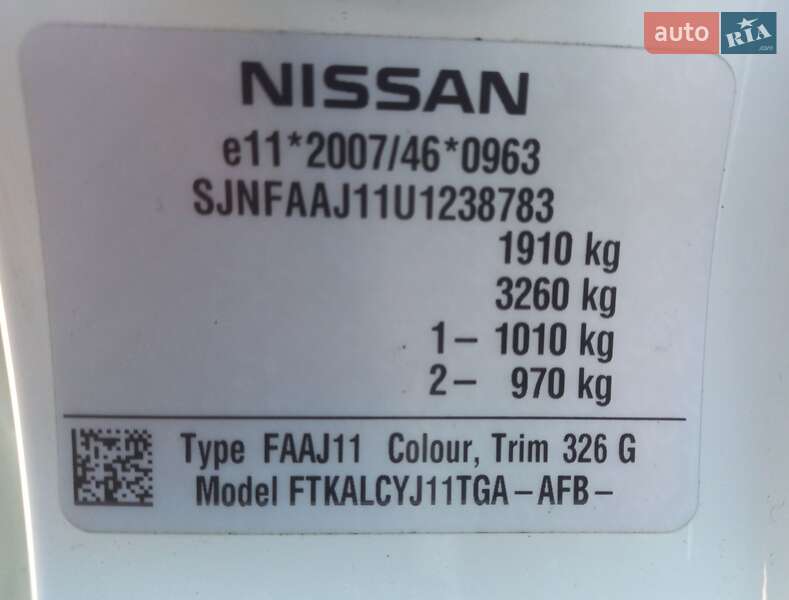 auto RIA.com
NISSAN
e11*2007/46*0963
SJNFAAJ11U1238783
1910 kg
3260 kg
1– 1010 kg
2– 970 kg
Type FAAJ11 Colour, Trim 326 G
Model FTKALCYJ11TGA–AFB–